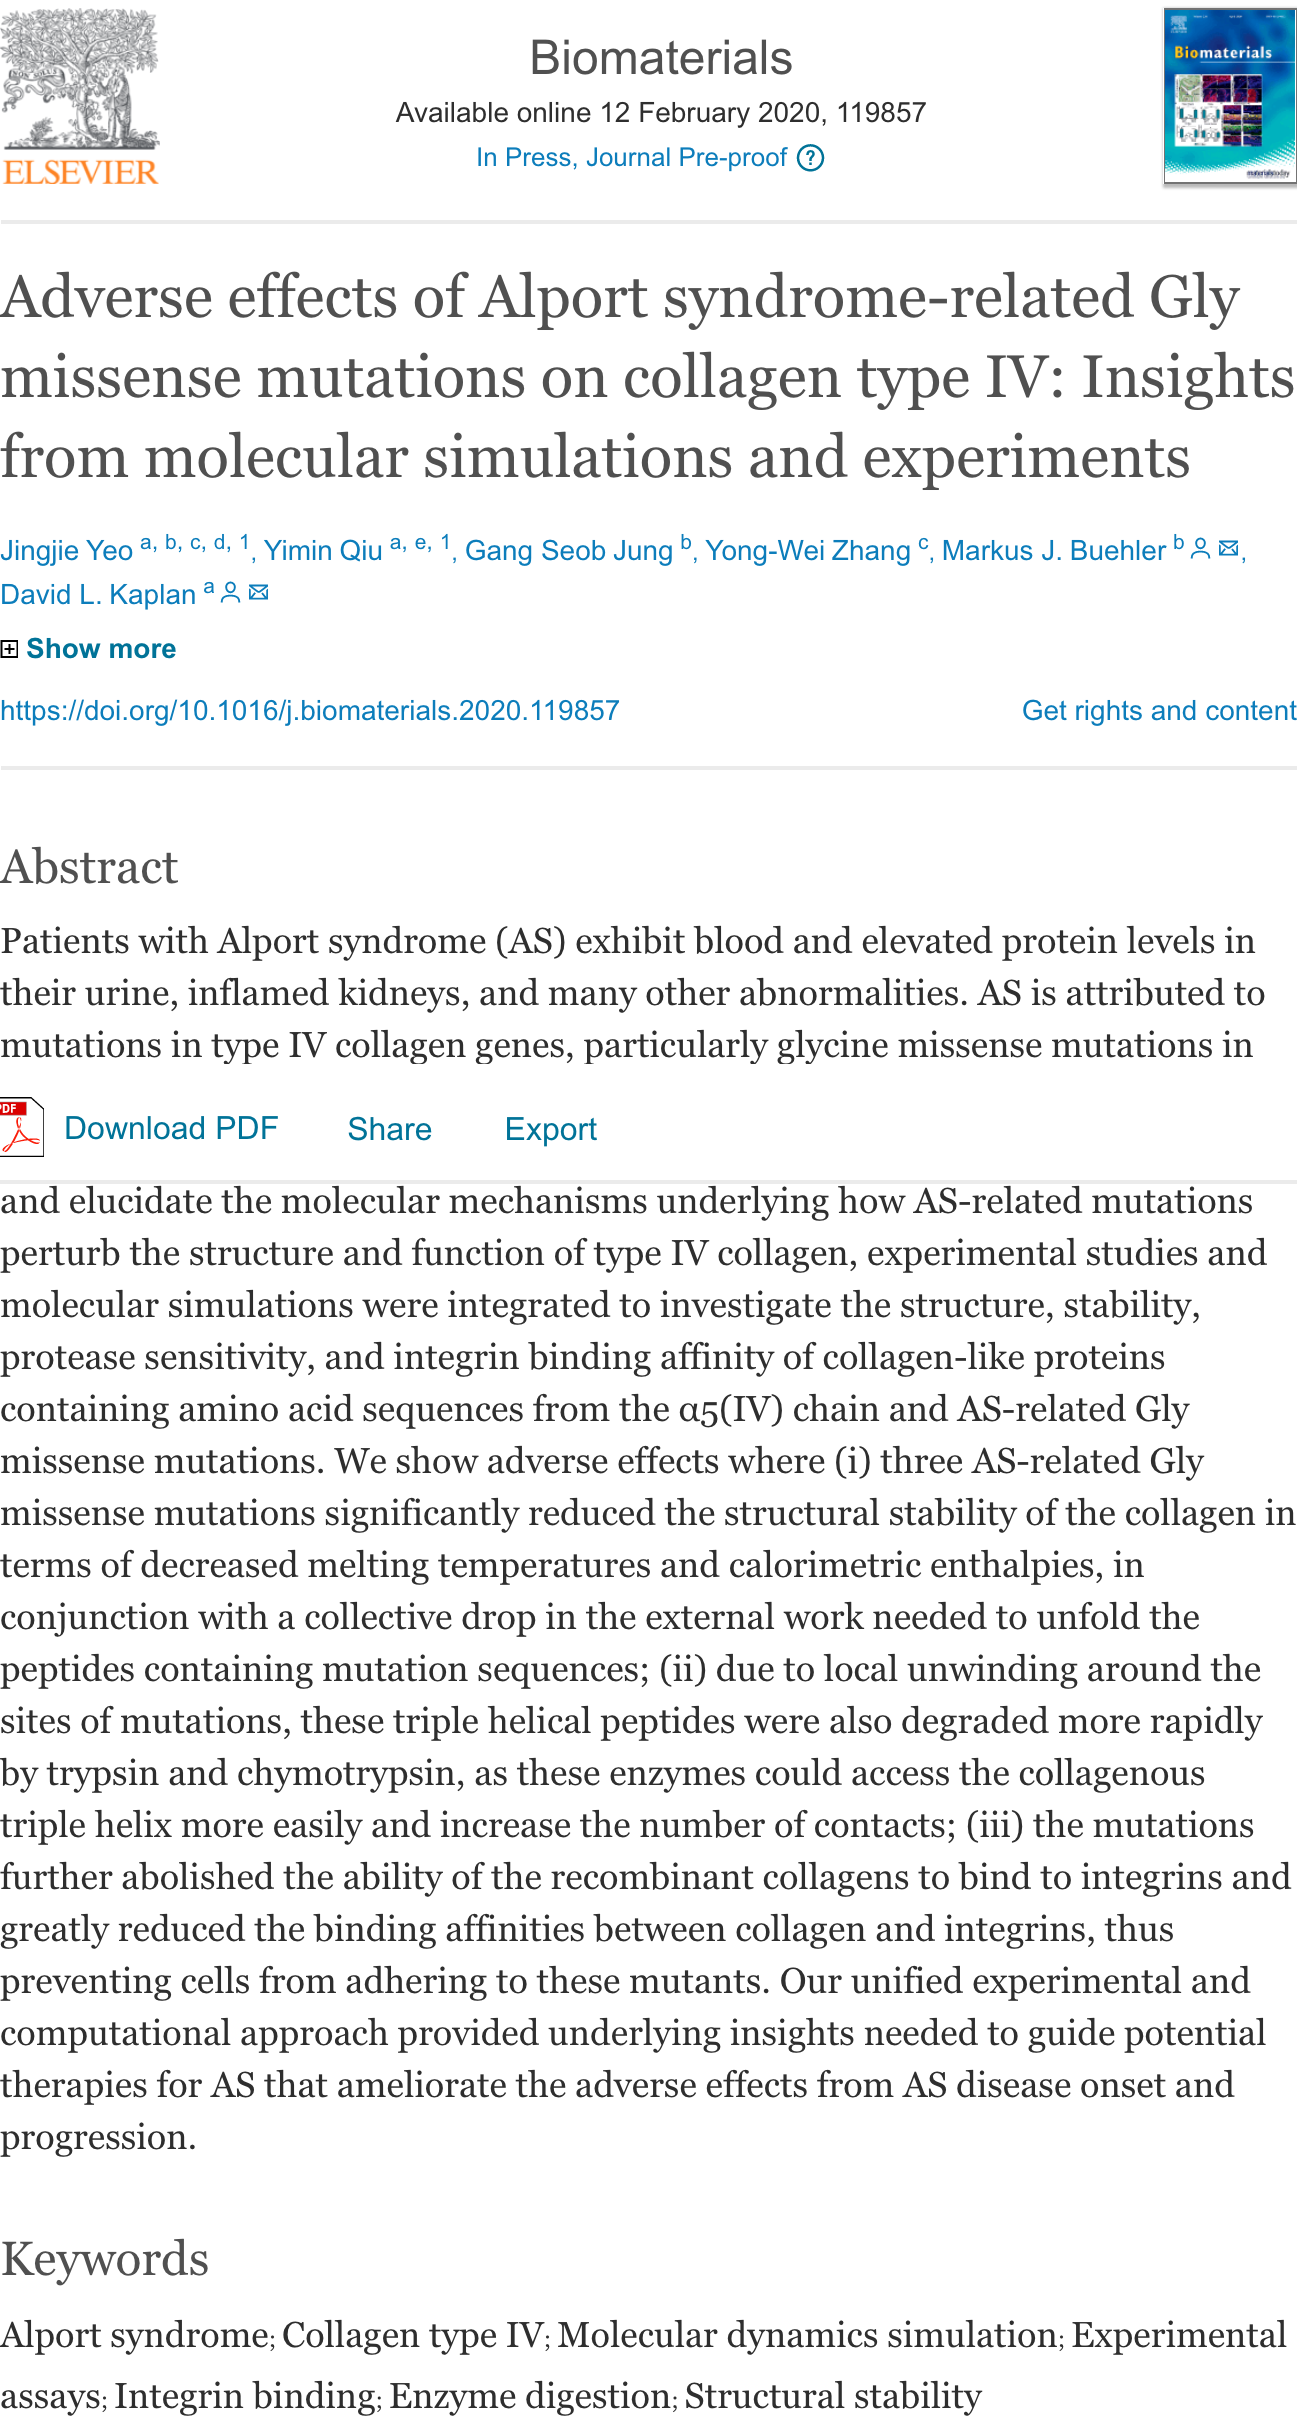 ELSEVIER
Biomaterials
Available online 12 February 2020, 119857
In Press, Journal Pre-proof ?
Biomaterials
materialstoday
Adverse effects of Alport syndrome-related Gly
missense mutations on collagen type IV: Insights
from molecular simulations and experiments
Jingjie Yeo a, b, c, d, 1, Yimin Qiu a, e, 1, Gang Seob Jung b, Yong-Wei Zhang c, Markus J. Buehler b,
David L. Kaplan a
Show more
https://doi.org/10.1016/j.biomaterials.2020.119857 Get rights and content
Abstract
Patients with Alport syndrome (AS) exhibit blood and elevated protein levels in
their urine, inflamed kidneys, and many other abnormalities. AS is attributed to
mutations in type IV collagen genes, particularly glycine missense mutations in
PDF Download PDF Share Export
and elucidate the molecular mechanisms underlying how AS-related mutations
perturb the structure and function of type IV collagen, experimental studies and
molecular simulations were integrated to investigate the structure, stability,
protease sensitivity, and integrin binding affinity of collagen-like proteins
containing amino acid sequences from the α5(IV) chain and AS-related Gly
missense mutations. We show adverse effects where (i) three AS-related Gly
missense mutations significantly reduced the structural stability of the collagen in
terms of decreased melting temperatures and calorimetric enthalpies, in
conjunction with a collective drop in the external work needed to unfold the
peptides containing mutation sequences; (ii) due to local unwinding around the
sites of mutations, these triple helical peptides were also degraded more rapidly
by trypsin and chymotrypsin, as these enzymes could access the collagenous
triple helix more easily and increase the number of contacts; (iii) the mutations
further abolished the ability of the recombinant collagens to bind to integrins and
greatly reduced the binding affinities between collagen and integrins, thus
preventing cells from adhering to these mutants. Our unified experimental and
computational approach provided underlying insights needed to guide potential
therapies for AS that ameliorate the adverse effects from AS disease onset and
progression.
Keywords
Alport syndrome; Collagen type IV; Molecular dynamics simulation; Experimental
assays; Integrin binding; Enzyme digestion; Structural stability